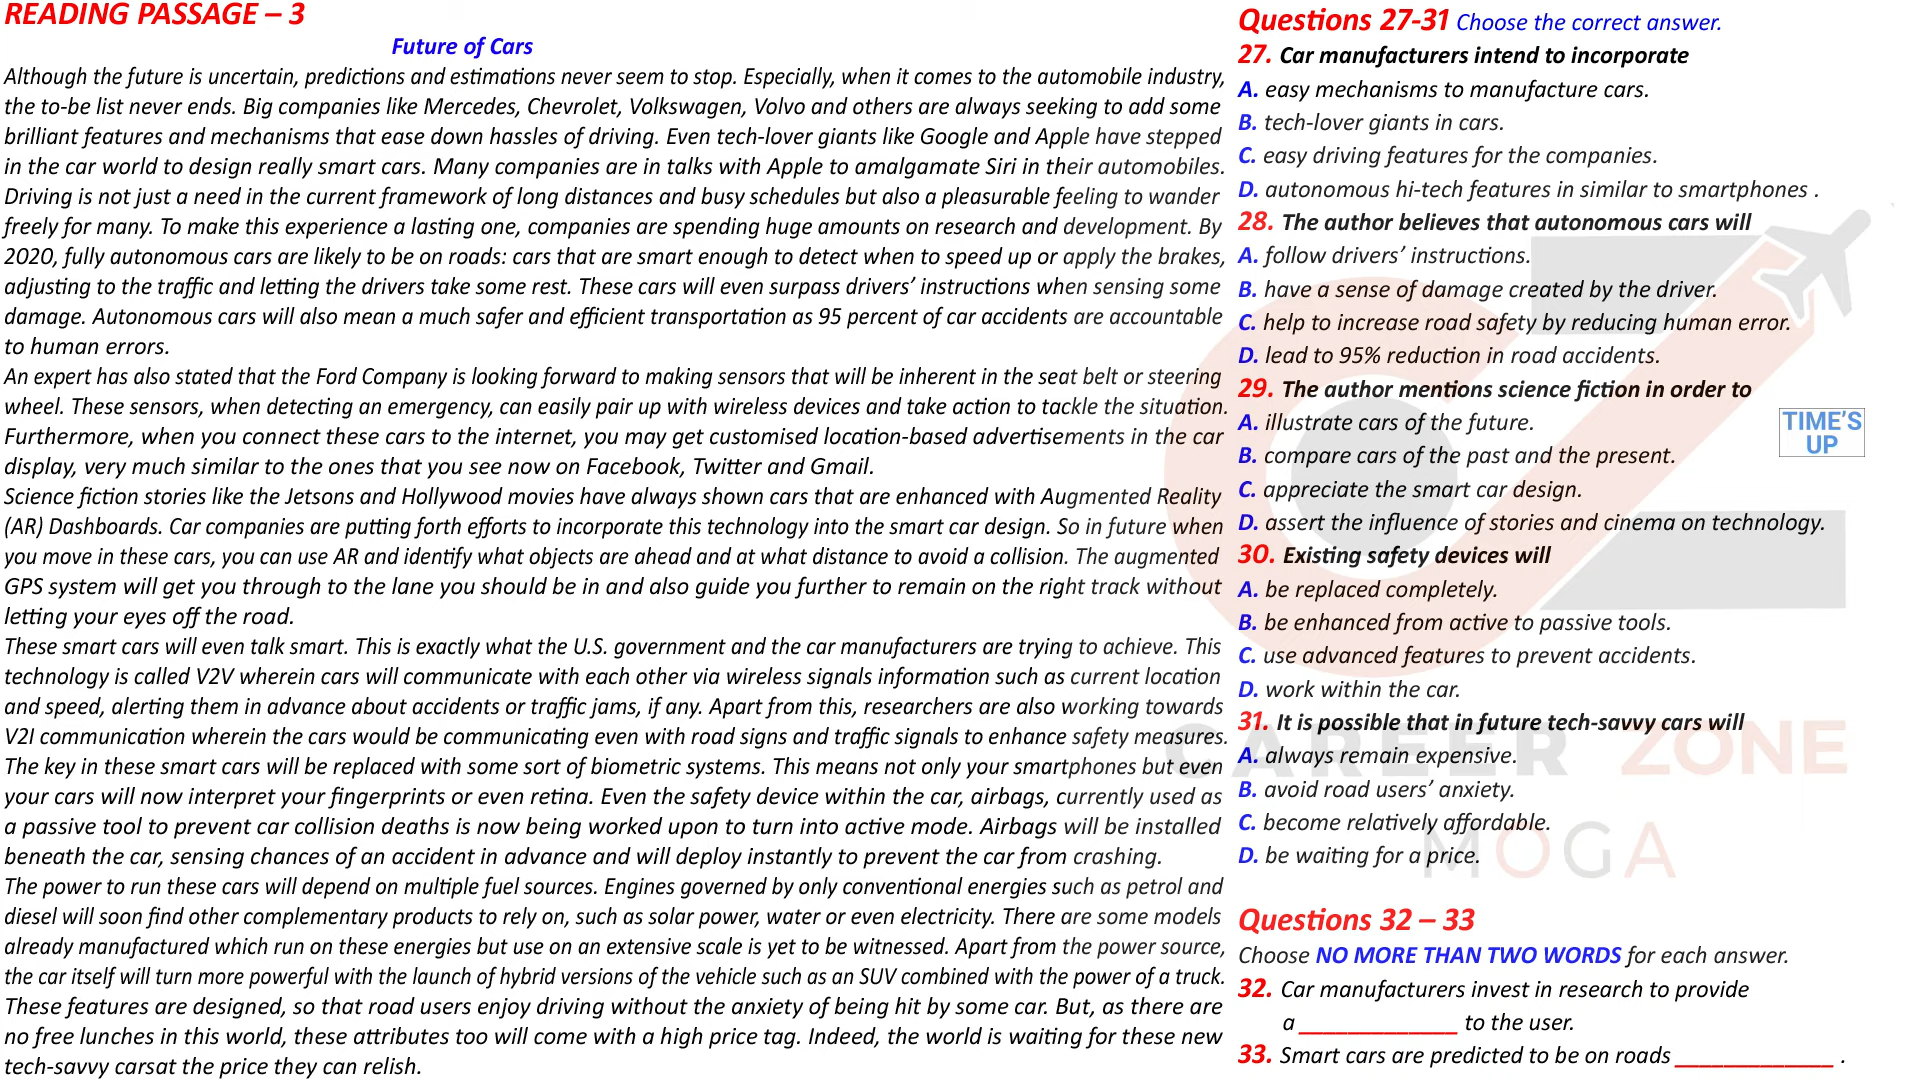 READING PASSAGE – 3
Future of Cars
Although the future is uncertain, predictions and estimations never seem to stop. Especially, when it comes to the automobile industry,
the to-be list never ends. Big companies like Mercedes, Chevrolet, Volkswagen, Volvo and others are always seeking to add some
brilliant features and mechanisms that ease down hassles of driving. Even tech-lover giants like Google and Apple have stepped
in the car world to design really smart cars. Many companies are in talks with Apple to amalgamate Siri in their automobiles.
Driving is not just a need in the current framework of long distances and busy schedules but also a pleasurable feeling to wander
freely for many. To make this experience a lasting one, companies are spending huge amounts on research and development. By
2020, fully autonomous cars are likely to be on roads: cars that are smart enough to detect when to speed up or apply the brakes,
adjusting to the traffic and letting the drivers take some rest. These cars will even surpass drivers’ instructions when sensing some
damage. Autonomous cars will also mean a much safer and efficient transportation as 95 percent of car accidents are accountable
to human errors.
An expert has also stated that the Ford Company is looking forward to making sensors that will be inherent in the seat belt or steering
wheel. These sensors, when detecting an emergency, can easily pair up with wireless devices and take action to tackle the situation.
Furthermore, when you connect these cars to the internet, you may get customised location-based advertisements in the car
display, very much similar to the ones that you see now on Facebook, Twitter and Gmail.
Science fiction stories like the Jetsons and Hollywood movies have always shown cars that are enhanced with Augmented Reality
(AR) Dashboards. Car companies are putting forth efforts to incorporate this technology into the smart car design. So in future when
you move in these cars, you can use AR and identify what objects are ahead and at what distance to avoid a collision. The augmented
GPS system will get you through to the lane you should be in and also guide you further to remain on the right track without
letting your eyes off the road.
These smart cars will even talk smart. This is exactly what the U.S. government and the car manufacturers are trying to achieve. This
technology is called V2V wherein cars will communicate with each other via wireless signals information such as current location
and speed, alerting them in advance about accidents or traffic jams, if any. Apart from this, researchers are also working towards
V2I communication wherein the cars would be communicating even with road signs and traffic signals to enhance safety measures.
The key in these smart cars will be replaced with some sort of biometric systems. This means not only your smartphones but even
your cars will now interpret your fingerprints or even retina. Even the safety device within the car, airbags, currently used as
a passive tool to prevent car collision deaths is now being worked upon to turn into active mode. Airbags will be installed
beneath the car, sensing chances of an accident in advance and will deploy instantly to prevent the car from crashing.
The power to run these cars will depend on multiple fuel sources. Engines governed by only conventional energies such as petrol and
diesel will soon find other complementary products to rely on, such as solar power, water or even electricity. There are some models
already manufactured which run on these energies but use on an extensive scale is yet to be witnessed. Apart from the power source,
the car itself will turn more powerful with the launch of hybrid versions of the vehicle such as an SUV combined with the power of a truck.
These features are designed, so that road users enjoy driving without the anxiety of being hit by some car. But, as there are
no free lunches in this world, these attributes too will come with a high price tag. Indeed, the world is waiting for these new
tech-savvy carsat the price they can relish.
Questions 27-31 Choose the correct answer.
27. Car manufacturers intend to incorporate
A. easy mechanisms to manufacture cars.
B. tech-lover giants in cars.
C. easy driving features for the companies.
D. autonomous hi-tech features in similar to smartphones .
28. The author believes that autonomous cars will
A. follow drivers’ instructions.
B. have a sense of damage created by the driver.
C. help to increase road safety by reducing human error.
D. lead to 95% reduction in road accidents.
29. The author mentions science fiction in order to
A. illustrate cars of the future.
B. compare cars of the past and the present.
C. appreciate the smart car design.
D. assert the influence of stories and cinema on technology.
30. Existing safety devices will
A. be replaced completely.
B. be enhanced from active to passive tools.
C. use advanced features to prevent accidents.
D. work within the car.
31. It is possible that in future tech-savvy cars will
A. always remain expensive.
B. avoid road users’ anxiety.
C. become relatively affordable.
D. be waiting for a price.
Questions 32 – 33
Choose NO MORE THAN TWO WORDS for each answer.
32. Car manufacturers invest in research to provide
a _____________ to the user.
33. Smart cars are predicted to be on roads _____________ .
TIME’S
UP
CAREER ZONE
MOGA